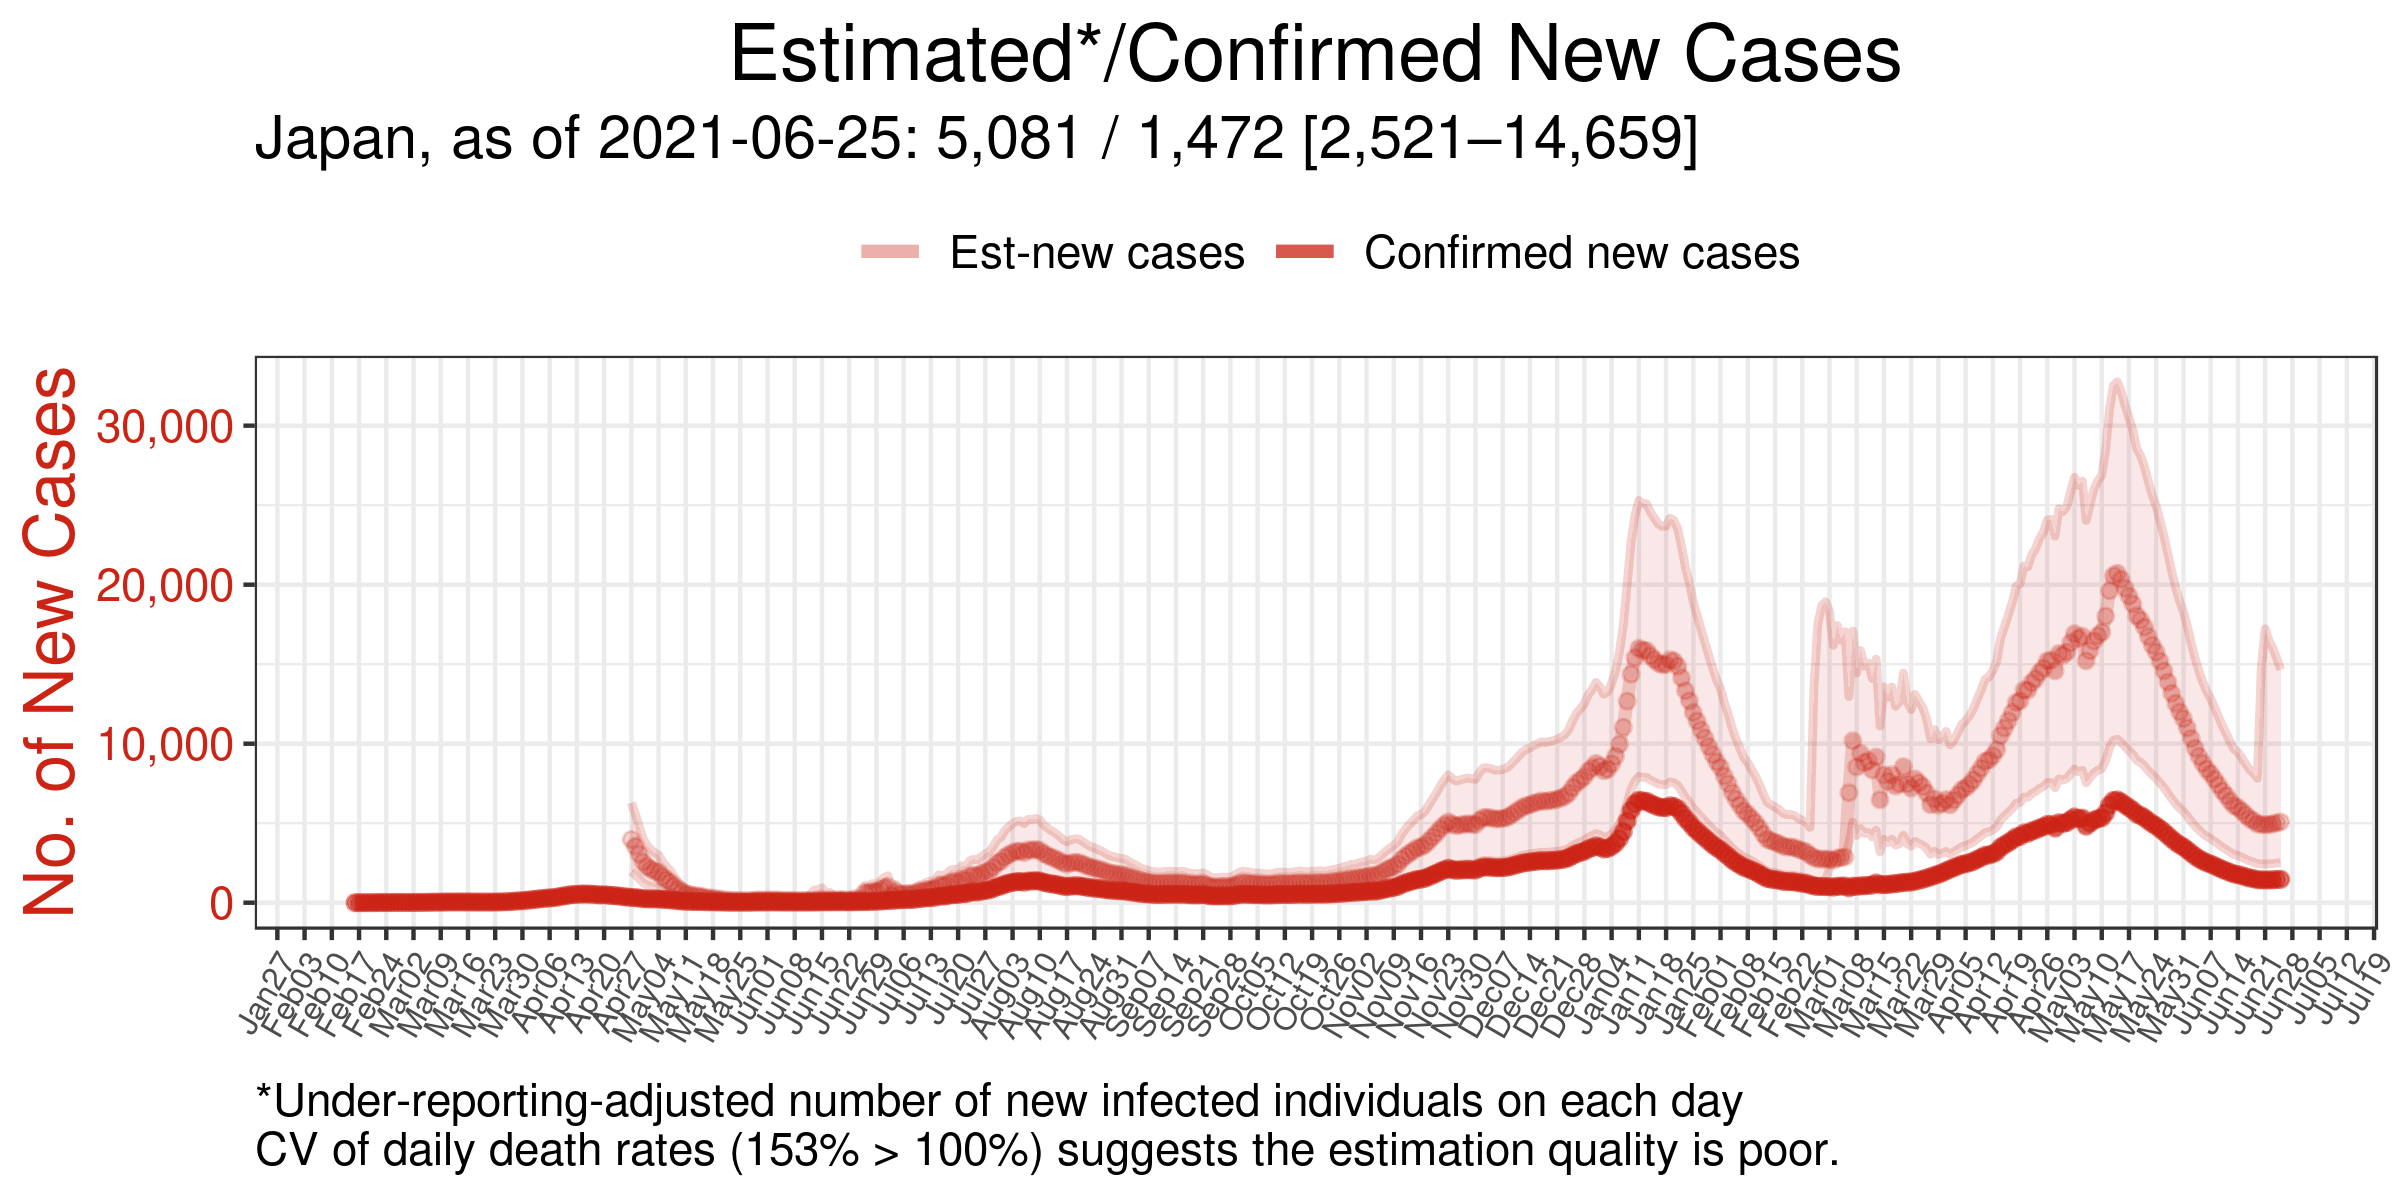 Estimated*/Confirmed New Cases
Japan, as of 2021-06-25: 5,081 / 1,472 [2,521–14,659]
Est-new cases
Confirmed new cases
No. of New Cases
30,000
20,000
10,000
0
Jan27
Feb03
Feb10
Feb17
Feb24
Mar02
Mar09
Mar16
Mar23
Mar30
Apr06
Apr13
Apr20
Apr27
May04
May11
May18
May25
Jun01
Jun08
Jun15
Jun22
Jun29
Jul06
Jul13
Jul20
Jul27
Aug03
Aug10
Aug17
Aug24
Aug31
Sep07
Sep14
Sep21
Sep28
Oct05
Oct12
Oct19
Oct26
Nov02
Nov09
Nov16
Nov23
Nov30
Dec07
Dec14
Dec21
Dec28
Jan04
Jan11
Jan18
Jan25
Feb01
Feb08
Feb15
Feb22
Mar01
Mar08
Mar15
Mar22
Mar29
Apr05
Apr12
Apr19
Apr26
May03
May10
May17
May24
May31
Jun07
Jun14
Jun21
Jun28
Jul05
Jul12
Jul19
*Under-reporting-adjusted number of new infected individuals on each day
CV of daily death rates (153% > 100%) suggests the estimation quality is poor.